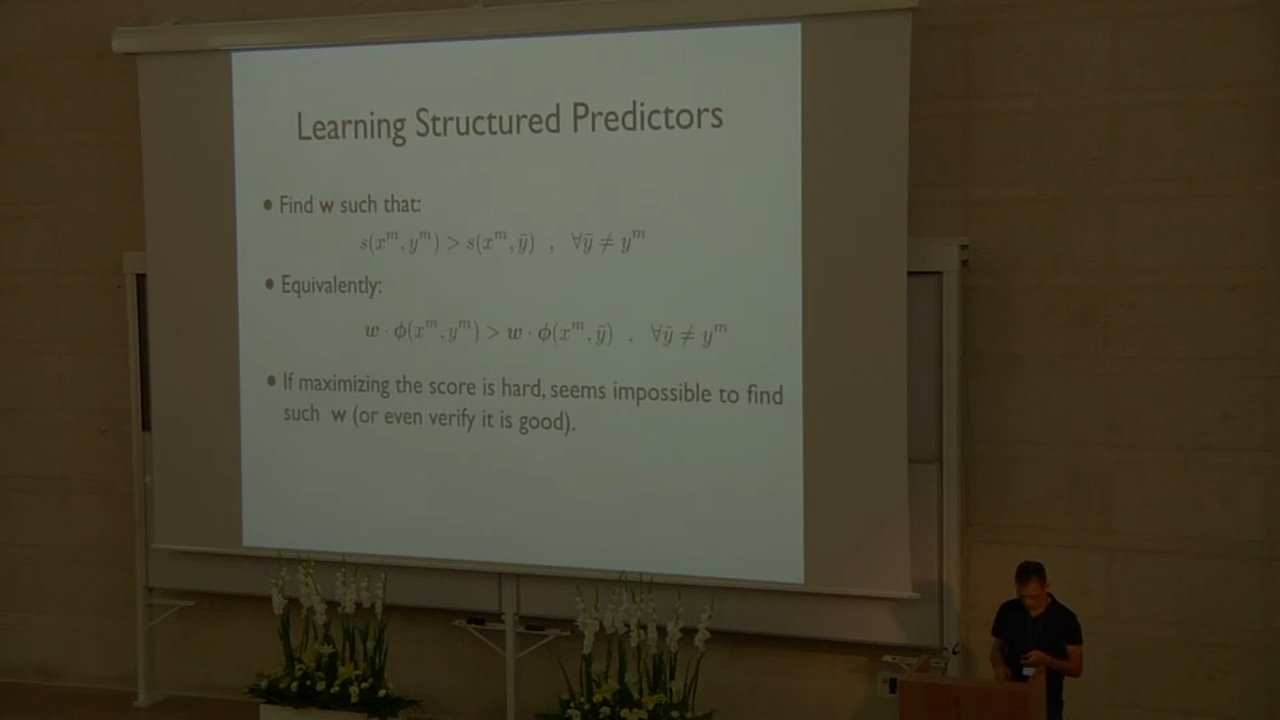 Learning Structured Predictors
• Find w such that:
s(x^m, y^m) > s(x^m, ȳ) , ∀ȳ ≠ y^m
• Equivalently:
w · ϕ(x^m, y^m) > w · ϕ(x^m, ȳ) , ∀ȳ ≠ y^m
• If maximizing the score is hard, seems impossible to find
such w (or even verify it is good).